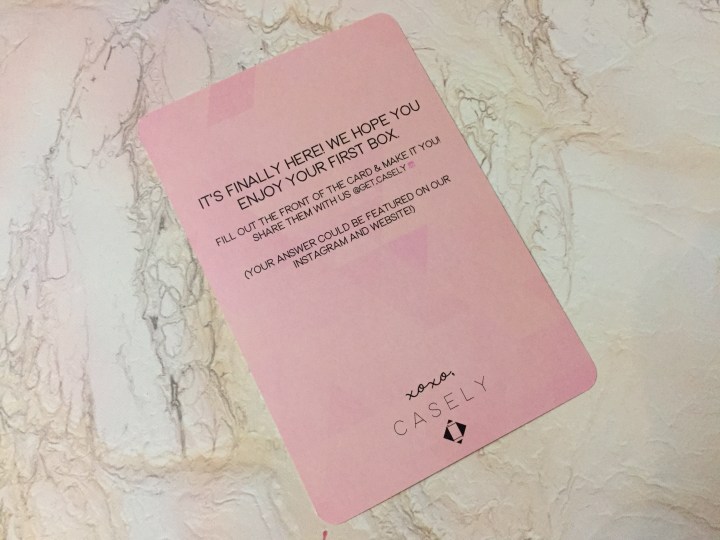 IT'S FINALLY HERE! WE HOPE YOU
ENJOY YOUR FIRST BOX.
FILL OUT THE FRONT OF THE CARD & MAKE IT YOU!
SHARE THEM WITH US @GET.CASELY
(YOUR ANSWER COULD BE FEATURED ON OUR
INSTAGRAM AND WEBSITE!)
xoxo,
CASELY